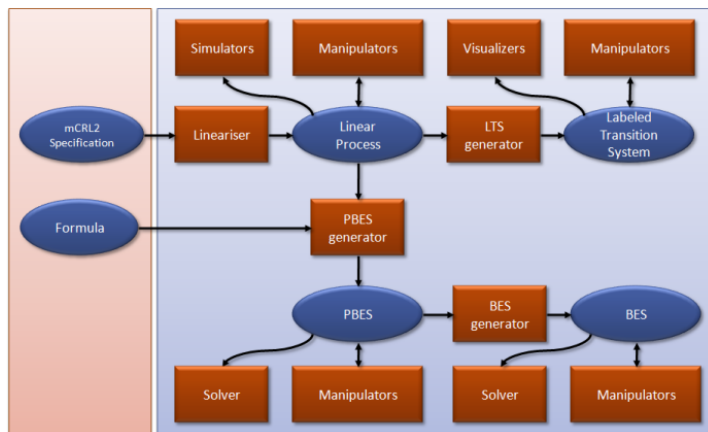 Simulators
Manipulators
Visualizers
Manipulators
mCRL2
Specification
Lineariser
Linear
Process
LTS
generator
Labeled
Transition
System
Formula
PBES
generator
PBES
BES
generator
BES
Solver
Manipulators
Solver
Manipulators